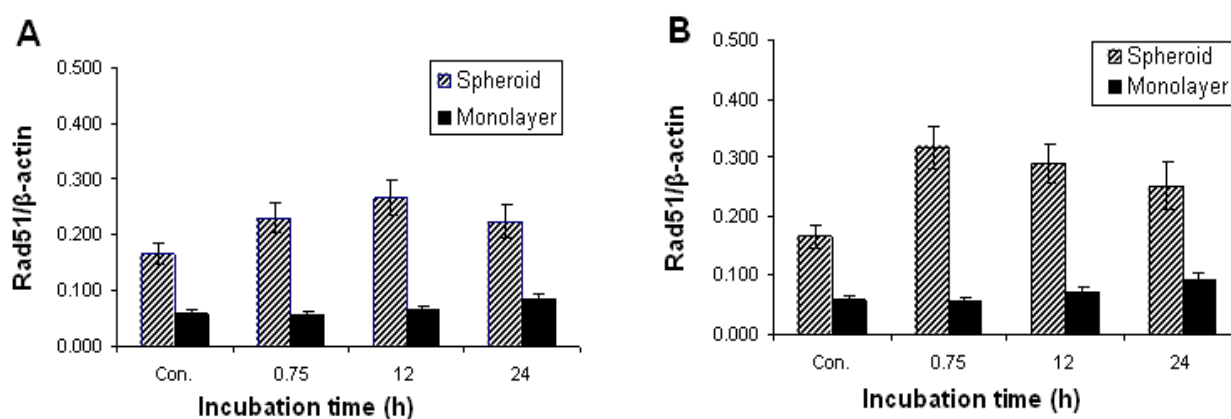 A
0.500
0.400
0.300
0.200
0.100
0.000
Rad51/β-actin
Spheroid
Monolayer
Con. 0.75 12 24
Incubation time (h)
B
0.500
0.400
0.300
0.200
0.100
0.000
Rad51/β-actin
Spheroid
Monolayer
Con. 0.75 12 24
Incubation time (h)